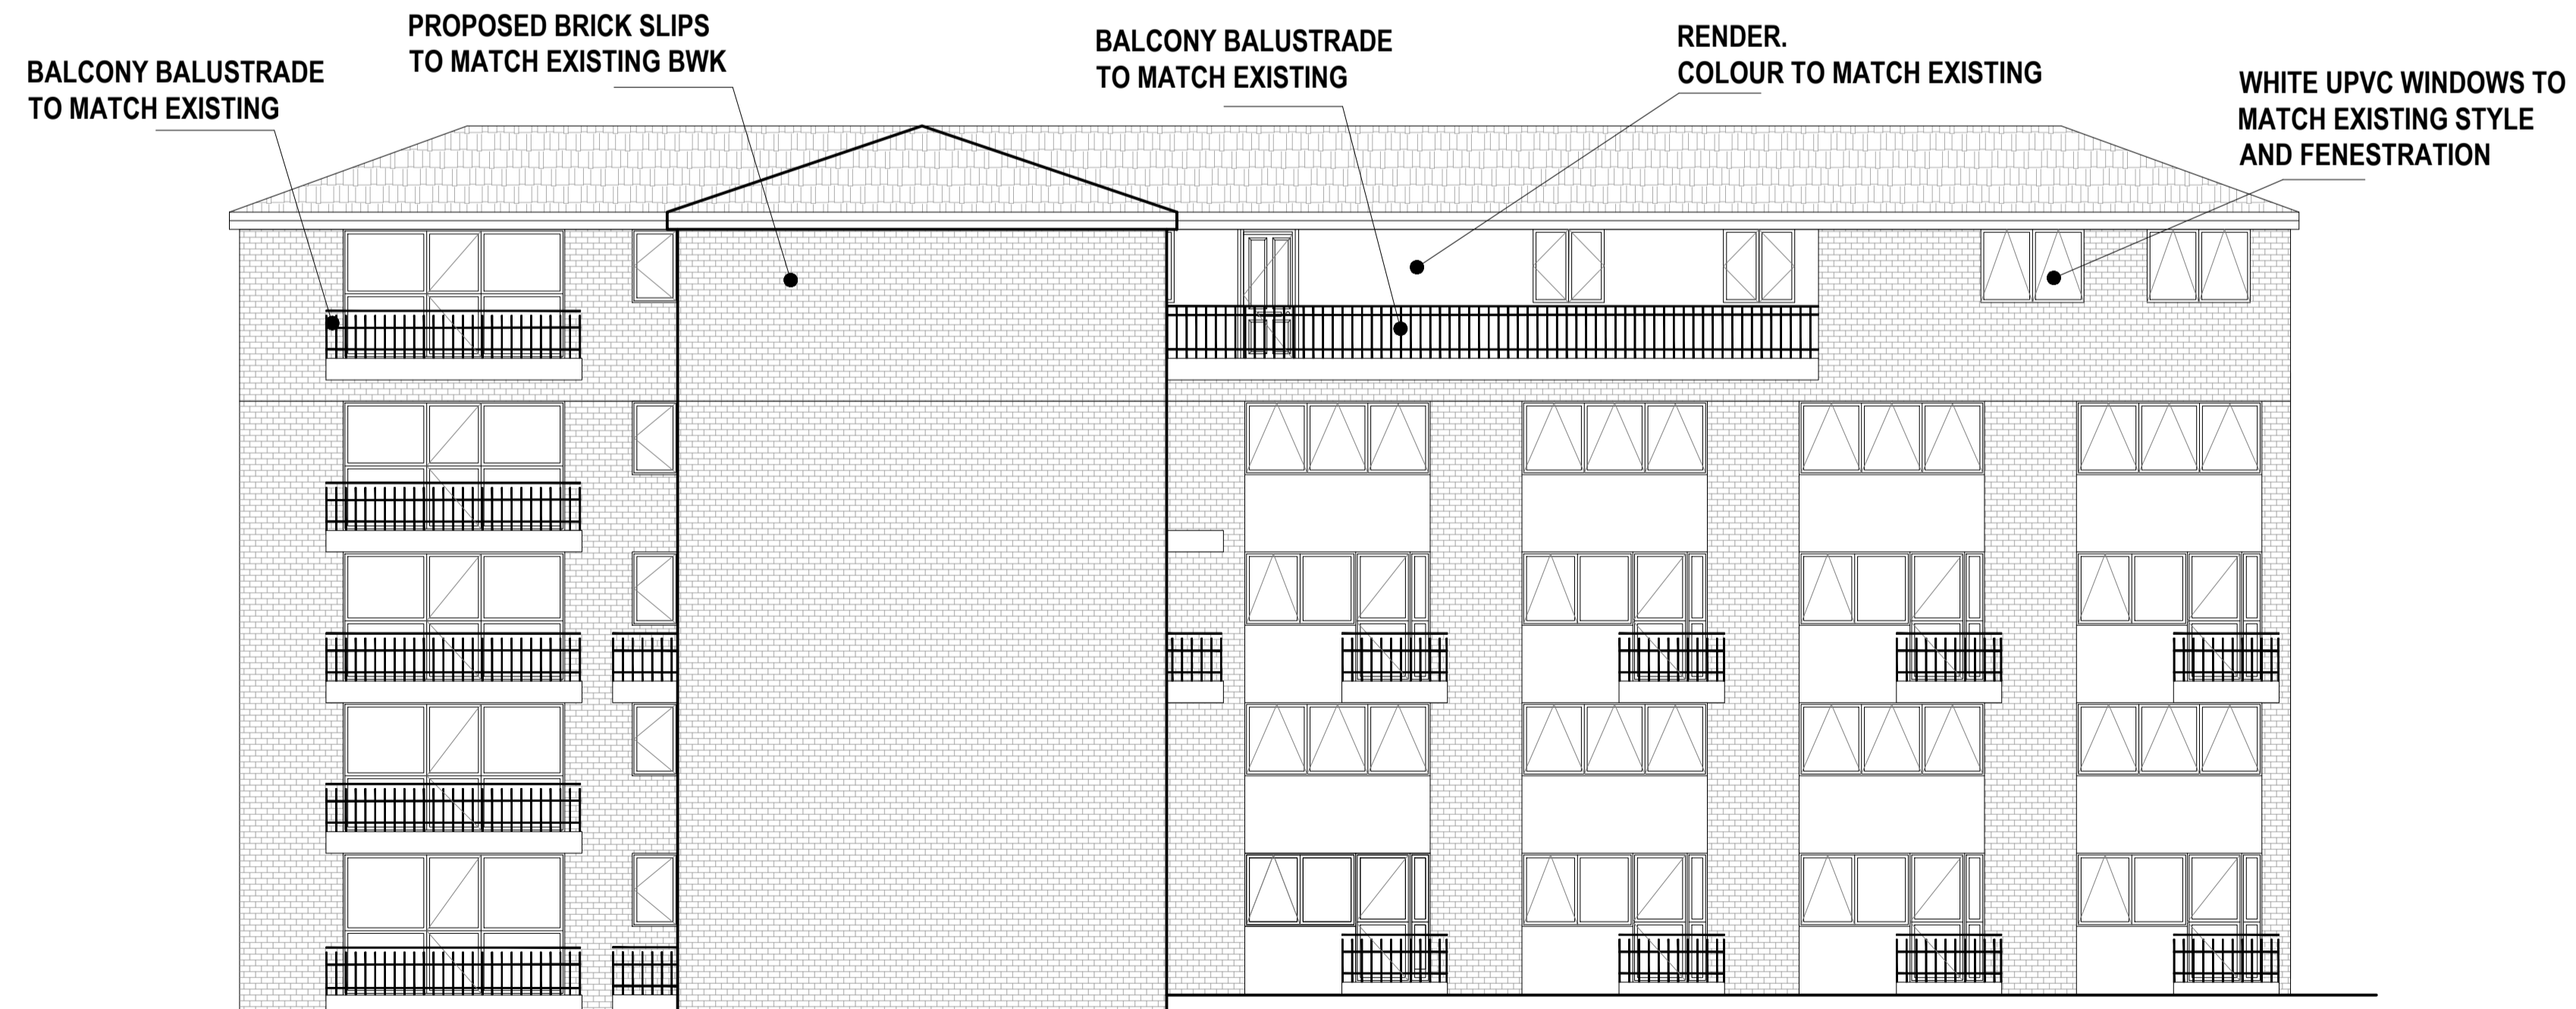 BALCONY BALUSTRADE
TO MATCH EXISTING
PROPOSED BRICK SLIPS
TO MATCH EXISTING BWK
BALCONY BALUSTRADE
TO MATCH EXISTING
RENDER.
COLOUR TO MATCH EXISTING
WHITE UPVC WINDOWS TO
MATCH EXISTING STYLE
AND FENESTRATION